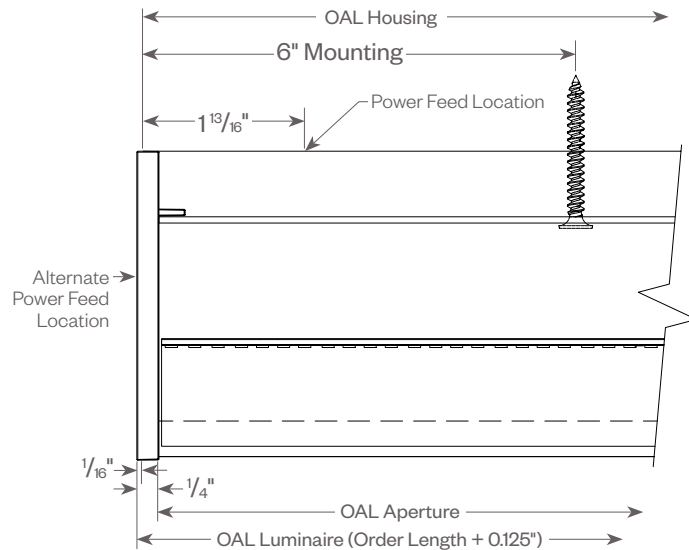 OAL Housing
6" Mounting
Power Feed Location
1 13/16"
Alternate
Power Feed
Location
1/16"
1/4"
OAL Aperture
OAL Luminaire (Order Length + 0.125")